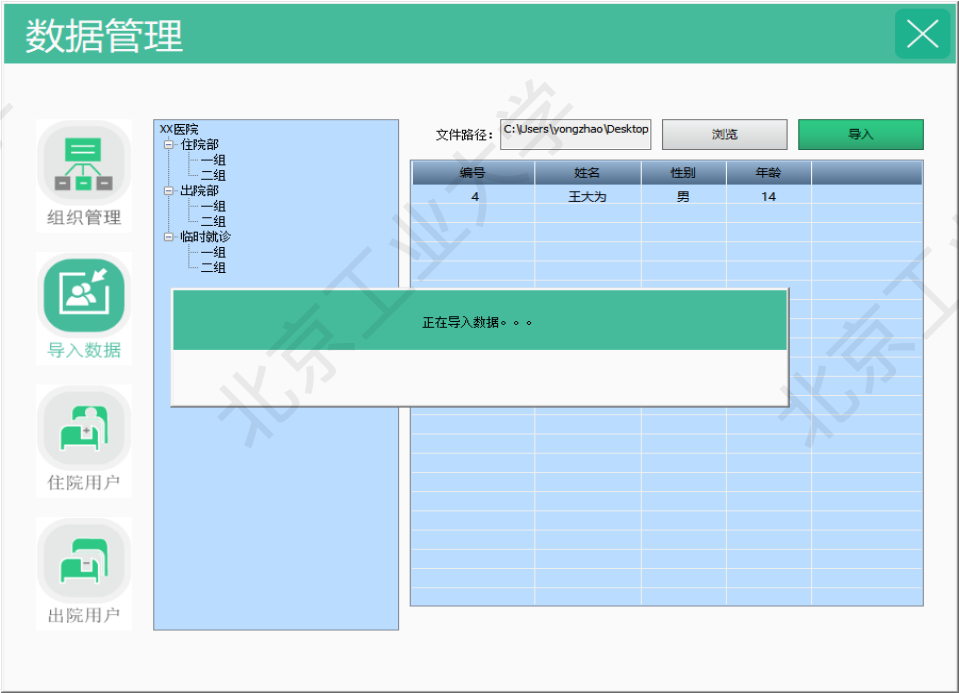 数据管理
组织管理
导入数据
住院用户
出院用户
XX医院
住院部
一组
二组
出院部
一组
二组
临时就诊
一组
二组
文件路径： C:\Users\yongzhao\Desktop 浏览 导入
编号 姓名 性别 年龄
4 王大为 男 14
正在导入数据。。。
北京工业大学
北京工